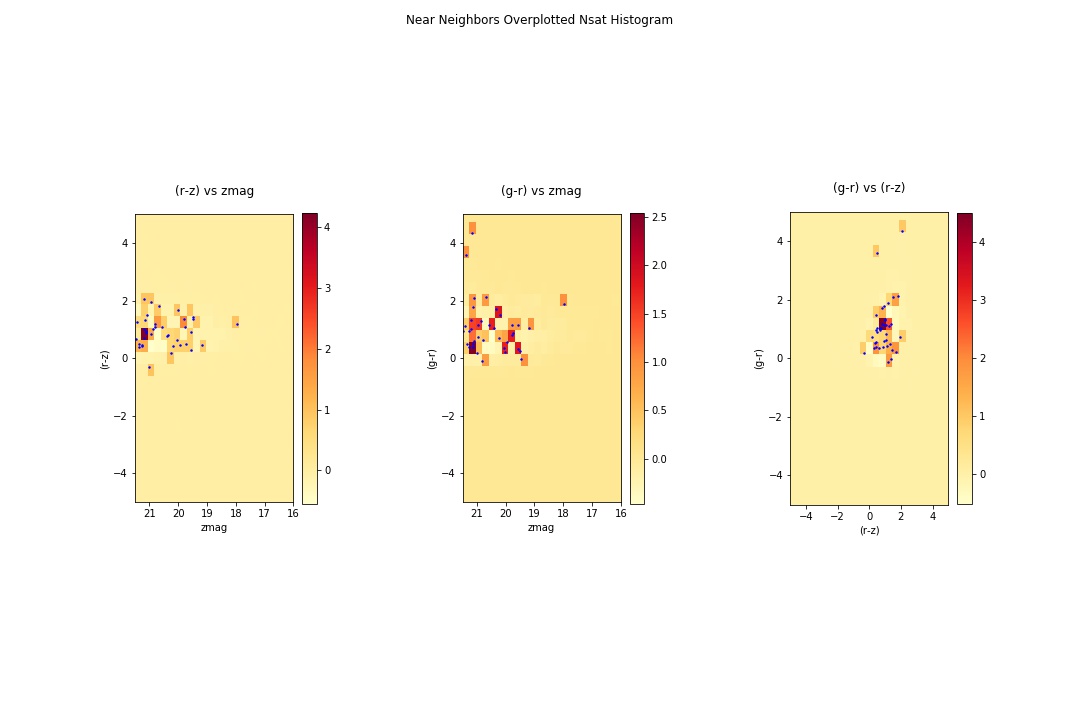 Near Neighbors Overplotted Nsat Histogram
(r-z) vs zmag
(r-z)
4
2
0
−2
−4
21 20 19 18 17 16
zmag
4
3
2
1
0
(g-r) vs zmag
(g-r)
4
2
0
−2
−4
21 20 19 18 17 16
zmag
2.5
2.0
1.5
1.0
0.5
0.0
(g-r) vs (r-z)
(g-r)
4
2
0
−2
−4
−4 −2 0 2 4
(r-z)
4
3
2
1
0